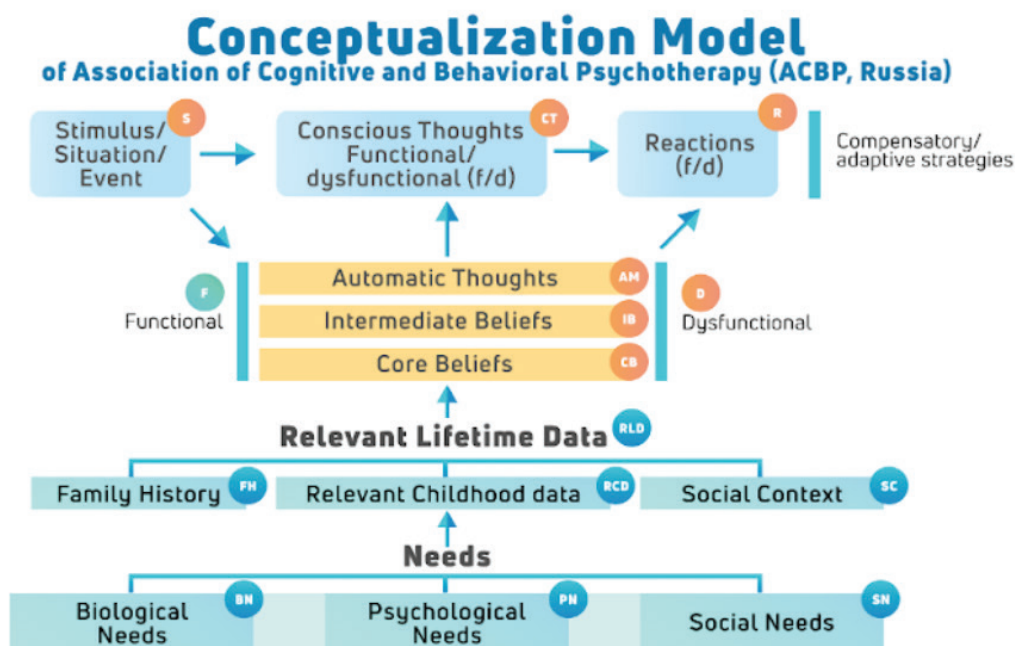 Conceptualization Model
of Association of Cognitive and Behavioral Psychotherapy (ACBP, Russia)
S
Stimulus/
Situation/
Event
CT
Conscious Thoughts
Functional/
dysfunctional (f/d)
R
Reactions
(f/d)
Compensatory/
adaptive strategies
F
Functional
Automatic Thoughts
AM
Intermediate Beliefs
IB
Core Beliefs
CB
D
Dysfunctional
Relevant Lifetime Data
RLD
Family History
FH
Relevant Childhood data
RCD
Social Context
SC
Needs
Biological
Needs
BN
Psychological
Needs
PN
Social Needs
SN